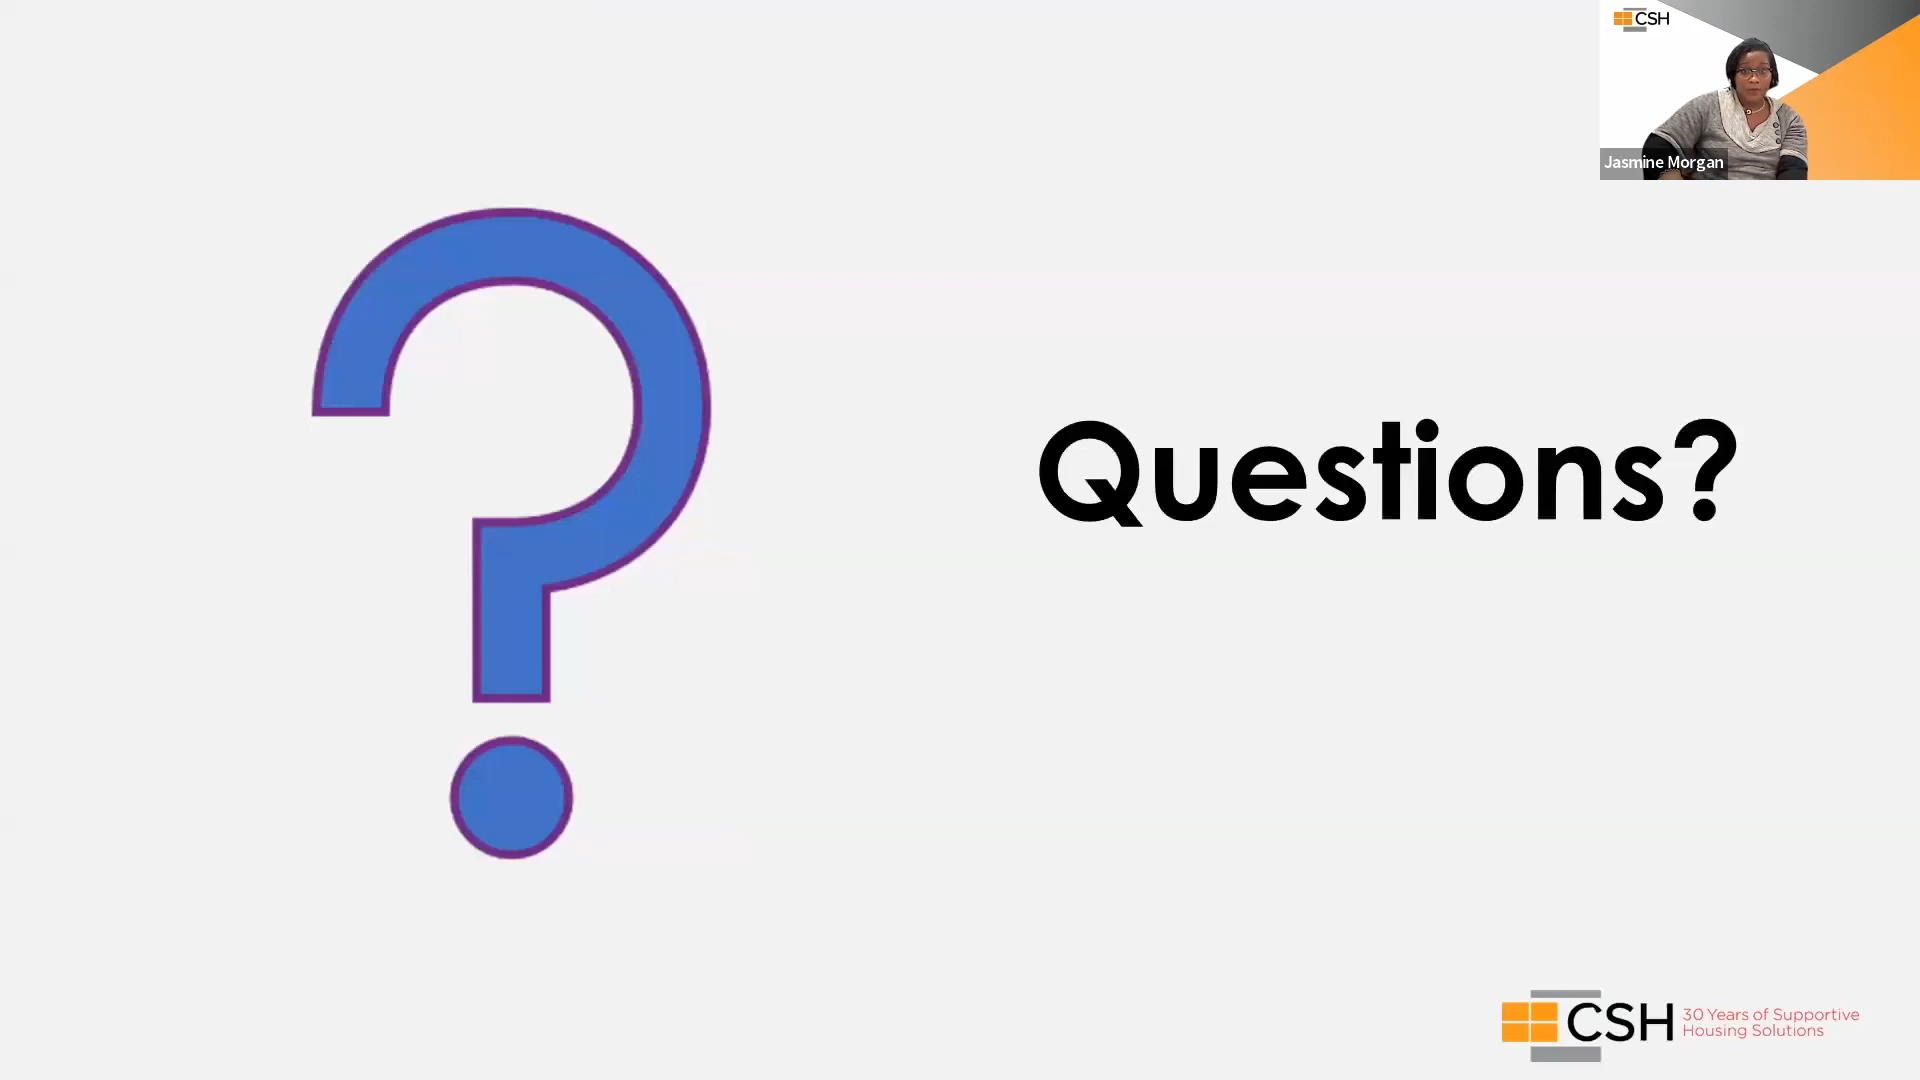 CSH
Jasmine Morgan
?
Questions?
CSH
30 Years of Supportive
Housing Solutions